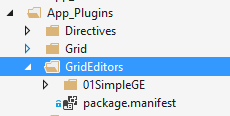 App_Plugins
Directives
Grid
GridEditors
01SimpleGE
package.manifest